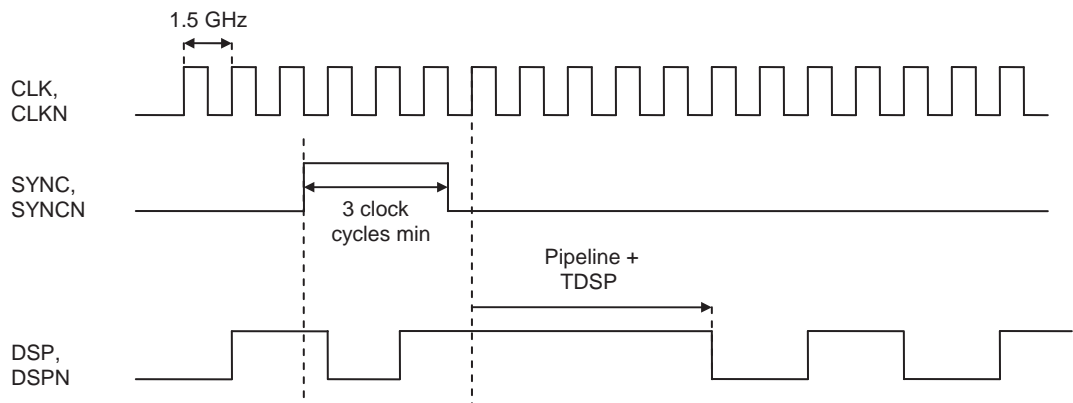 1.5 GHz
CLK,
CLKN
SYNC,
SYNCN
3 clock
cycles min
Pipeline +
TDSP
DSP,
DSPN